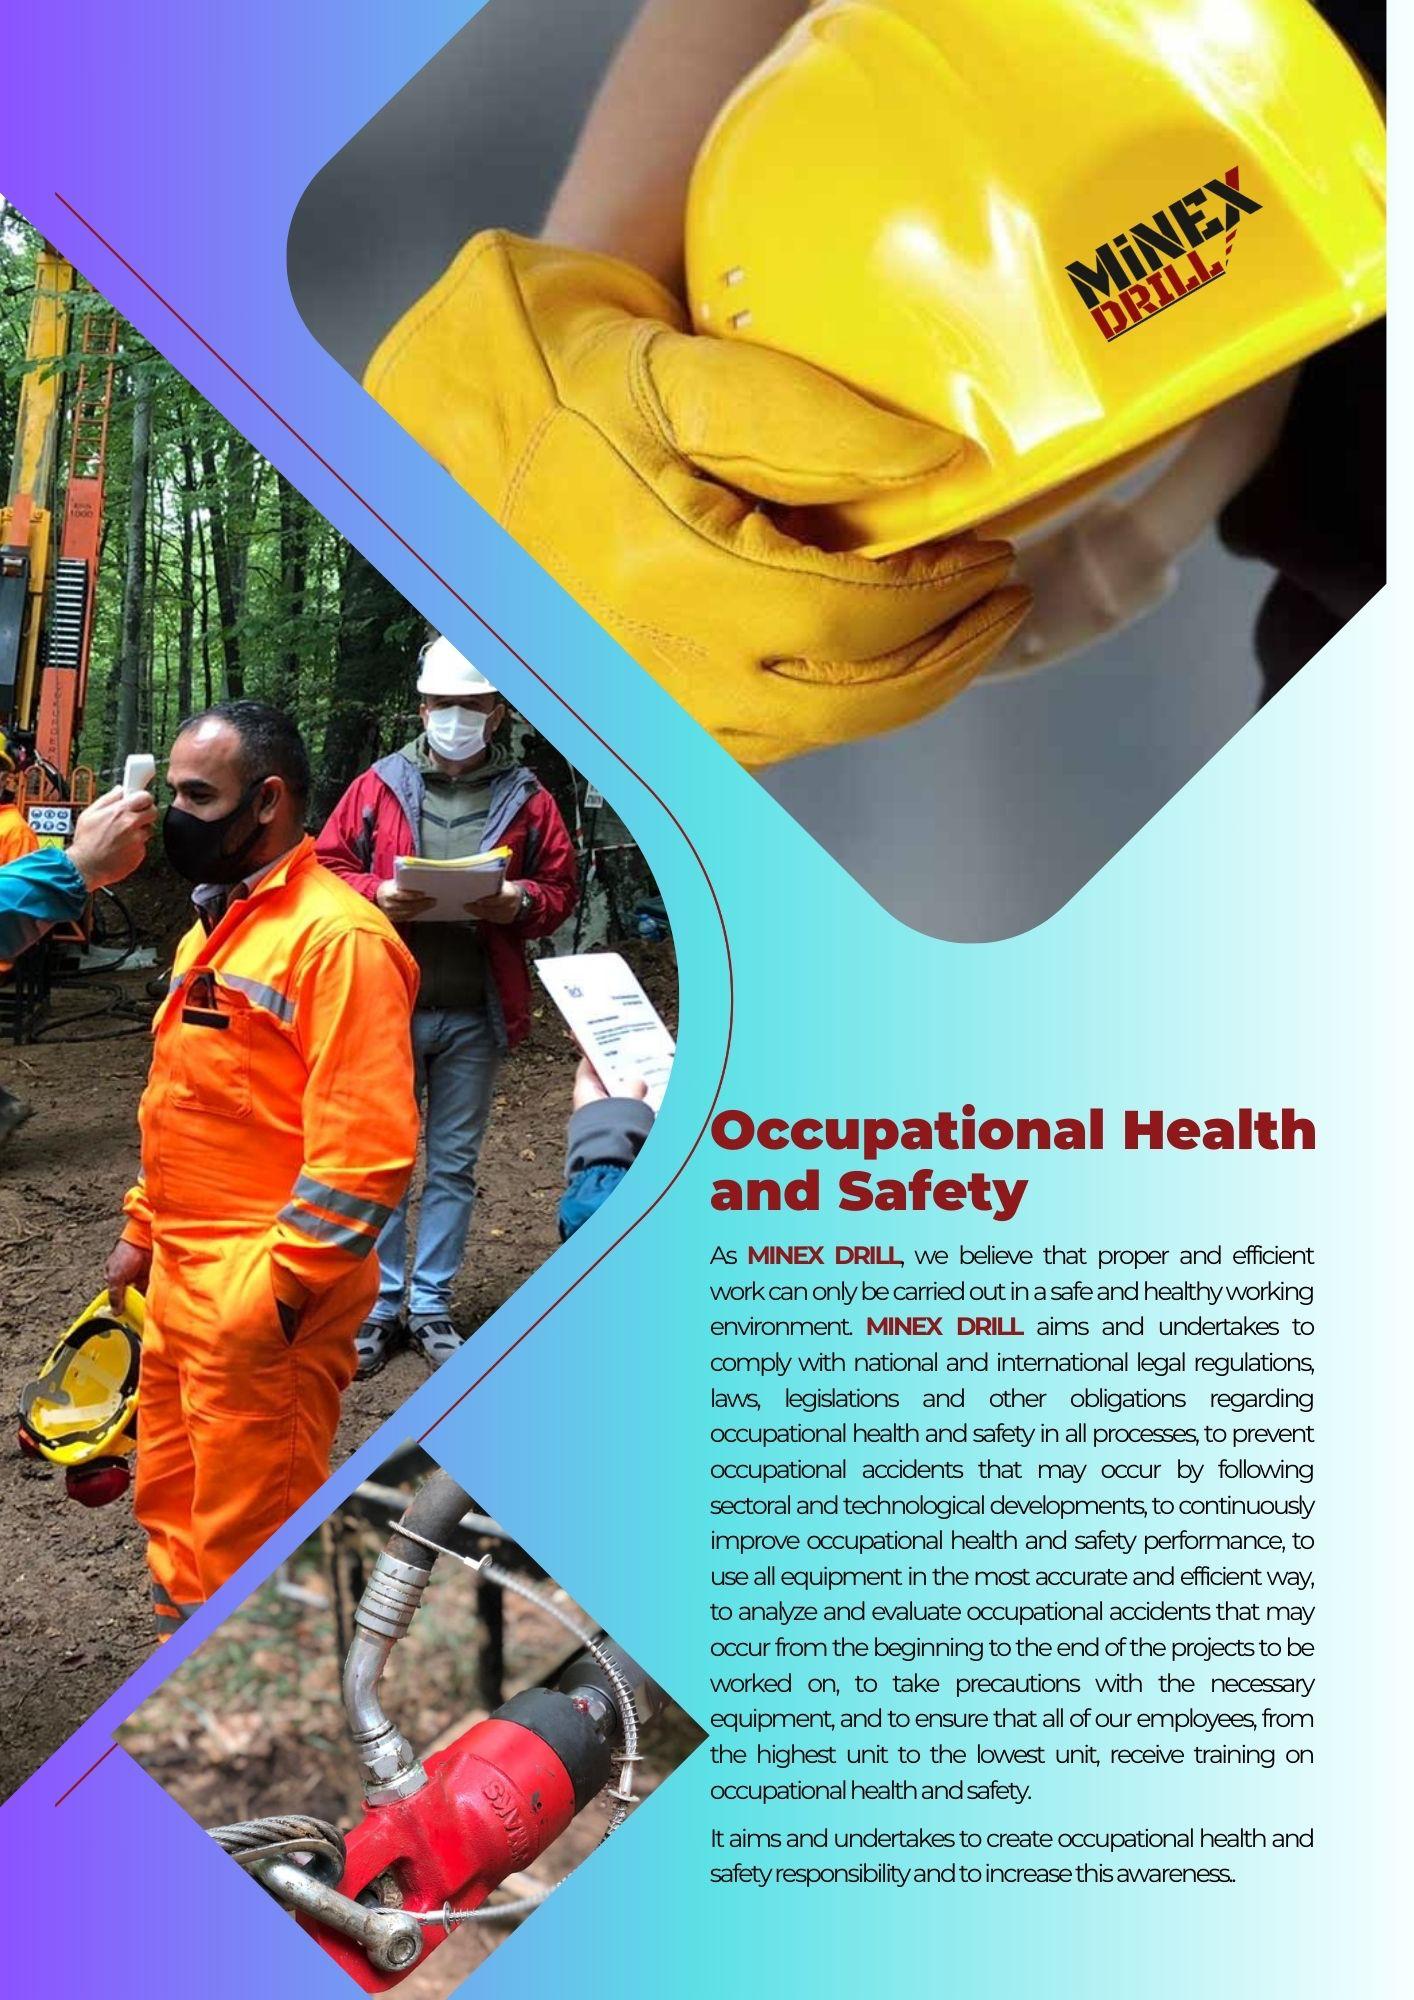 MiNEX
DRILL
1000
Occupational Health
and Safety
As MINEX DRILL, we believe that proper and efficient
work can only be carried out in a safe and healthy working
environment. MINEX DRILL aims and undertakes to
comply with national and international legal regulations,
laws, legislations and other obligations regarding
occupational health and safety in all processes, to prevent
occupational accidents that may occur by following
sectoral and technological developments, to continuously
improve occupational health and safety performance, to
use all equipment in the most accurate and efficient way,
to analyze and evaluate occupational accidents that may
occur from the beginning to the end of the projects to be
worked on, to take precautions with the necessary
equipment, and to ensure that all of our employees, from
the highest unit to the lowest unit, receive training on
occupational health and safety.
It aims and undertakes to create occupational health and
safety responsibility and to increase this awareness..